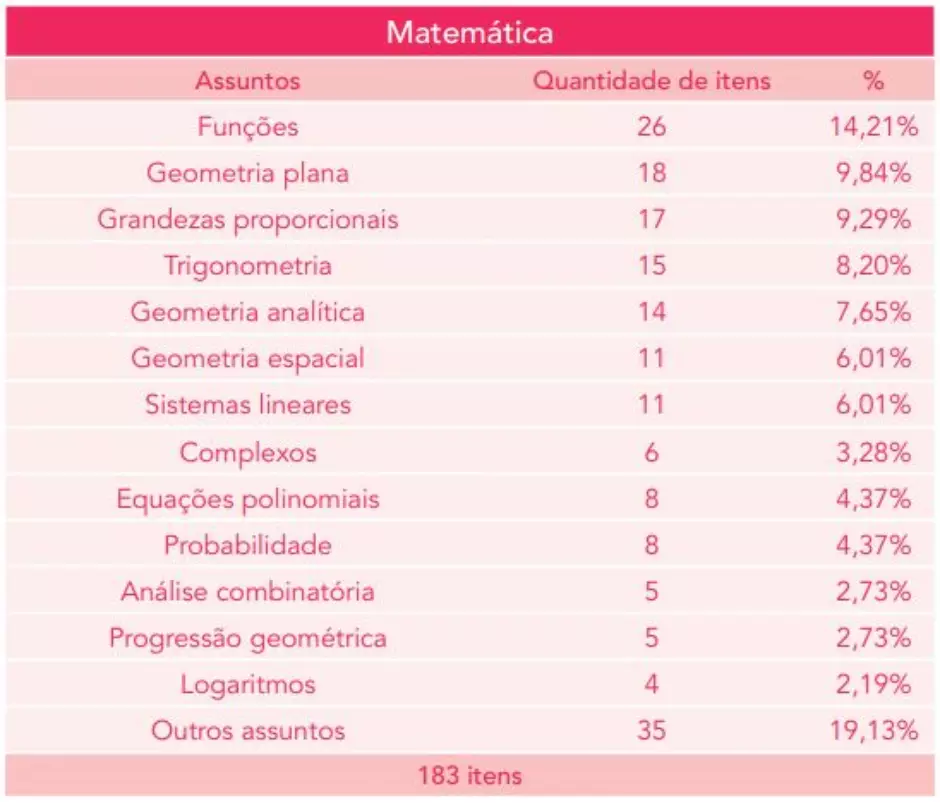 Matemática
Assuntos Quantidade de itens %
Funções 26 14,21%
Geometria plana 18 9,84%
Grandezas proporcionais 17 9,29%
Trigonometria 15 8,20%
Geometria analítica 14 7,65%
Geometria espacial 11 6,01%
Sistemas lineares 11 6,01%
Complexos 6 3,28%
Equações polinomiais 8 4,37%
Probabilidade 8 4,37%
Análise combinatória 5 2,73%
Progressão geométrica 5 2,73%
Logaritmos 4 2,19%
Outros assuntos 35 19,13%
183 itens